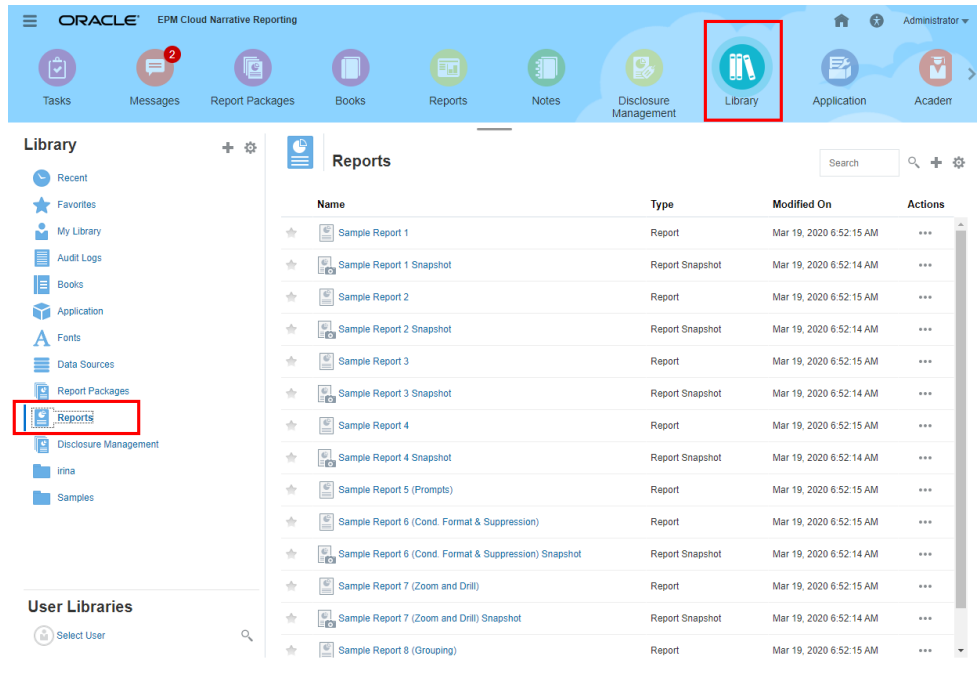 ORACLE® EPM Cloud Narrative Reporting Administrator
2
Tasks Messages Report Packages Books Reports Notes Disclosure Management Library Application Academ
Library
Recent
Favorites
My Library
Audit Logs
Books
Application
Fonts
Data Sources
Report Packages
Reports
Disclosure Management
irina
Samples
User Libraries
Select User
Reports
Search
Name Type Modified On Actions
Sample Report 1 Report Mar 19, 2020 6:52:15 AM
Sample Report 1 Snapshot Report Snapshot Mar 19, 2020 6:52:14 AM
Sample Report 2 Report Mar 19, 2020 6:52:15 AM
Sample Report 2 Snapshot Report Snapshot Mar 19, 2020 6:52:14 AM
Sample Report 3 Report Mar 19, 2020 6:52:15 AM
Sample Report 3 Snapshot Report Snapshot Mar 19, 2020 6:52:14 AM
Sample Report 4 Report Mar 19, 2020 6:52:15 AM
Sample Report 4 Snapshot Report Snapshot Mar 19, 2020 6:52:14 AM
Sample Report 5 (Prompts) Report Mar 19, 2020 6:52:15 AM
Sample Report 6 (Cond. Format & Suppression) Report Mar 19, 2020 6:52:15 AM
Sample Report 6 (Cond. Format & Suppression) Snapshot Report Snapshot Mar 19, 2020 6:52:14 AM
Sample Report 7 (Zoom and Drill) Report Mar 19, 2020 6:52:15 AM
Sample Report 7 (Zoom and Drill) Snapshot Report Snapshot Mar 19, 2020 6:52:14 AM
Sample Report 8 (Grouping) Report Mar 19, 2020 6:52:15 AM